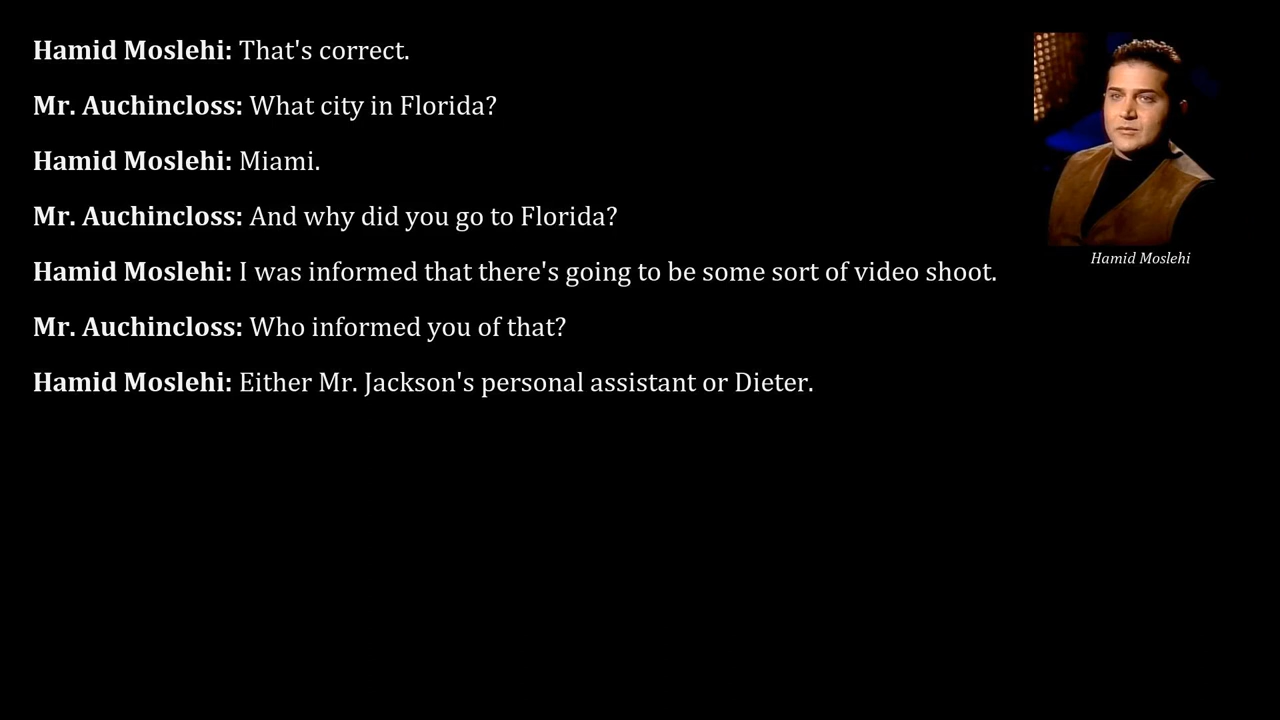 Hamid Moslehi: That's correct.
Mr. Auchincloss: What city in Florida?
Hamid Moslehi: Miami.
Mr. Auchincloss: And why did you go to Florida?
Hamid Moslehi: I was informed that there's going to be some sort of video shoot.
Mr. Auchincloss: Who informed you of that?
Hamid Moslehi: Either Mr. Jackson's personal assistant or Dieter.
Hamid Moslehi